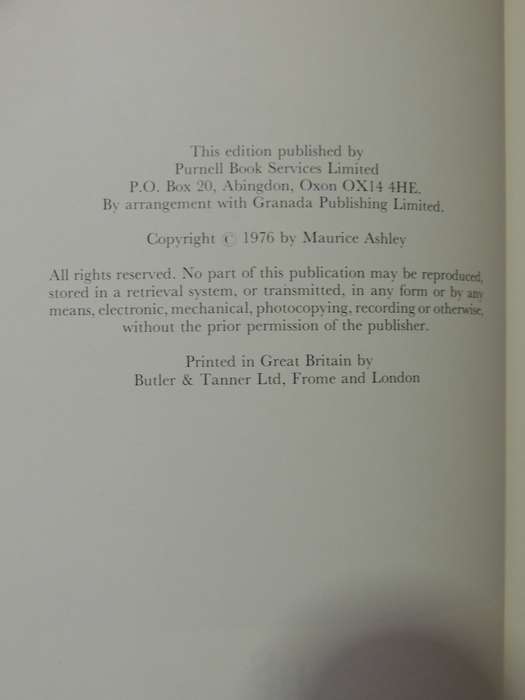 This edition published by
Purnell Book Services Limited
P.O. Box 20, Abingdon, Oxon OX14 4HE.
By arrangement with Granada Publishing Limited.
Copyright © 1976 by Maurice Ashley
All rights reserved. No part of this publication may be reproduced,
stored in a retrieval system, or transmitted, in any form or by any
means, electronic, mechanical, photocopying, recording or otherwise,
without the prior permission of the publisher.
Printed in Great Britain by
Butler & Tanner Ltd, Frome and London